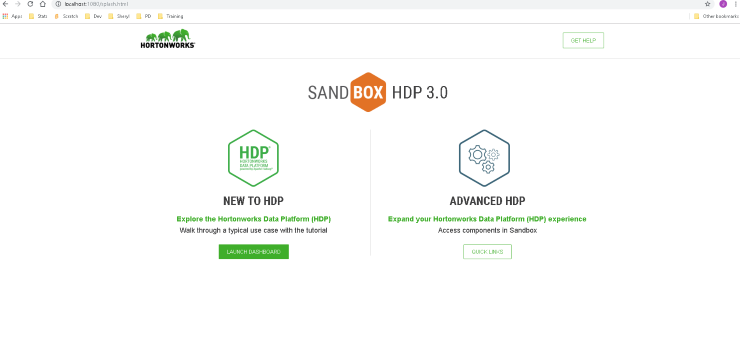 localhost:1080/splash.html
Apps Stats Scratch Dev Skerg! PD Training Other bookmarks
HORTONWORKS
GET HELP
SANDBOX HDP 3.0
HDP
HORTONWORKS
DATA PLATFORM
NEW TO HDP
Explore the Hortonworks Data Platform (HDP)
Walk through a typical use case with the tutorial
LAUNCH DASHBOARD
ADVANCED HDP
Expand your Hortonworks Data Platform (HDP) experience
Access components in Sandbox
QUICK LINKS